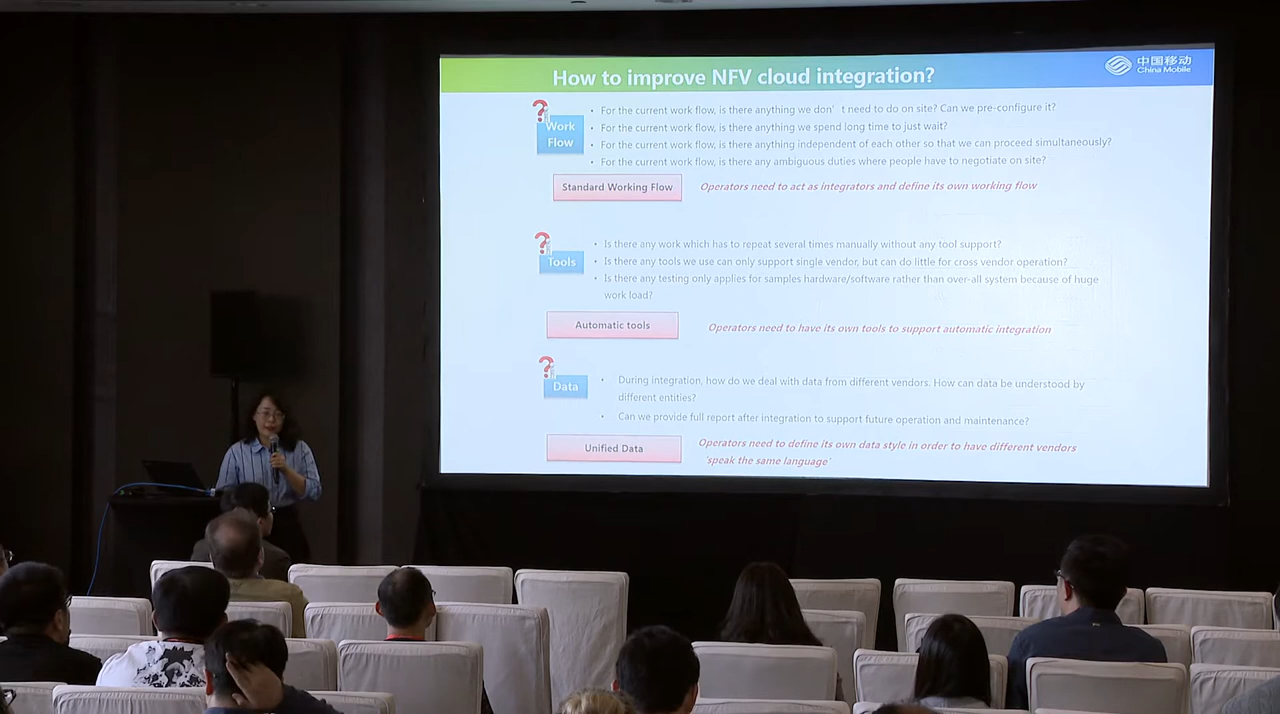 How to improve NFV cloud integration?
中国移动
China Mobile
?
Work
Flow
• For the current work flow, is there anything we don't need to do on site? Can we pre-configure it?
• For the current work flow, is there anything we spend long time to just wait?
• For the current work flow, is there anything independent of each other so that we can proceed simultaneously?
• For the current work flow, is there any ambiguous duties where people have to negotiate on site?
Standard Working Flow
Operators need to act as integrators and define its own working flow
?
Tools
• Is there any work which has to repeat several times manually without any tool support?
• Is there any tools we use can only support single vendor, but can do little for cross vendor operation?
• Is there any testing only applies for samples hardware/software rather than over-all system because of huge
work load?
Automatic tools
Operators need to have its own tools to support automatic integration
?
Data
• During integration, how do we deal with data from different vendors. How can data be understood by
different entities?
• Can we provide full report after integration to support future operation and maintenance?
Unified Data
Operators need to define its own data style in order to have different vendors
'speak the same language'